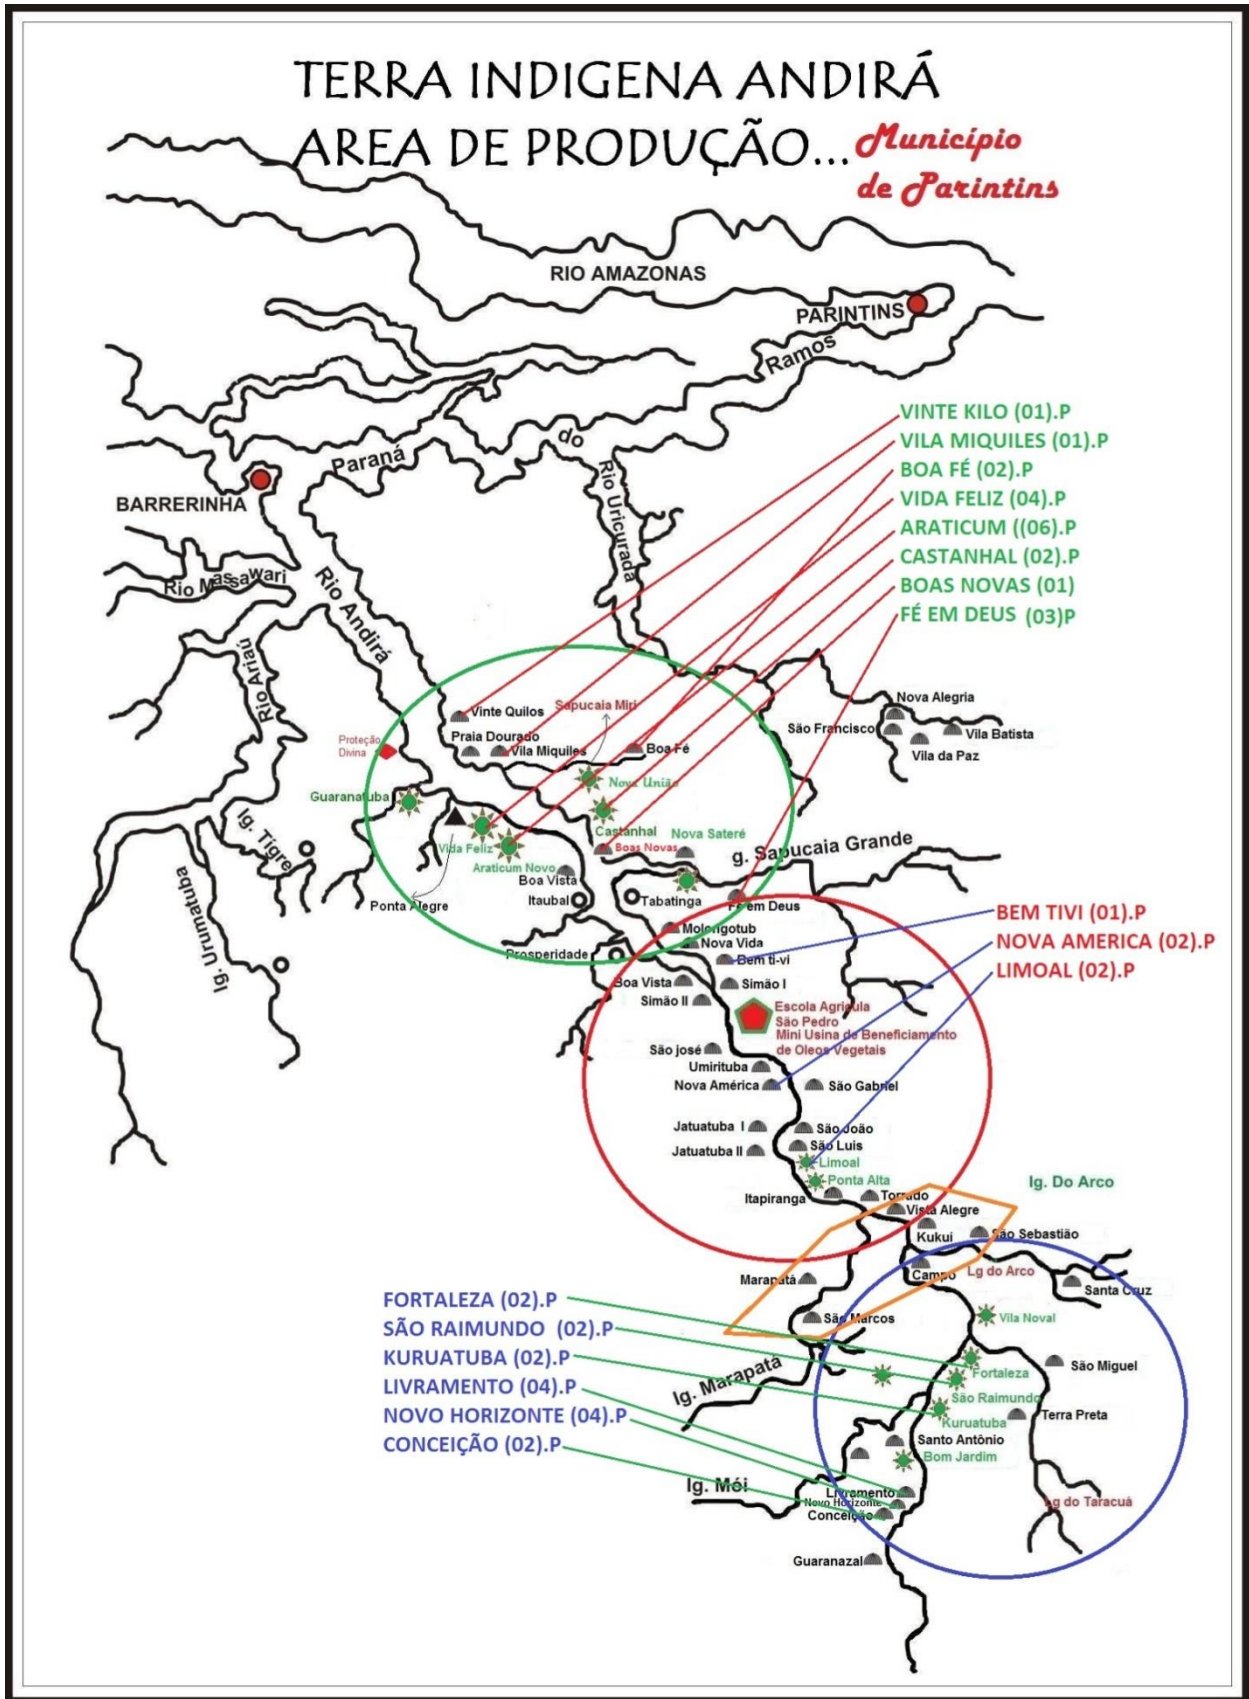 TERRA INDIGENA ANDIRÁ
AREA DE PRODUÇÃO...
Município
de Parintins
RIO AMAZONAS
PARINTINS
Ramos
do
Paraná
BARRERINHA
Rio Uricurada
Rio Massawari
Rio Andirá
Rio Ariaú
VINTE KILO (01).P
VILA MIQUILES (01).P
BOA FÉ (02).P
VIDA FELIZ (04).P
ARATICUM ((06).P
CASTANHAL (02).P
BOAS NOVAS (01)
FÉ EM DEUS (03)P
Nova Alegria
São Francisco
Vila Batista
Vila da Paz
Vinte Quilos
Sapucaia Miri
Praia Dourado
Vila Miquiles
Boa Fé
Proteção
Divina
Nova União
Guaranatuba
Castanhal
Nova Sateré
Vida Feliz
Boas Novas
g. Sapucaia Grande
Araticum Novo
Boa Vista
Ponta Alegre
Itaubal
Tabatinga
Fé em Deus
Ig. Tigre
Ig. Urumatuba
Molongotub
Nova Vida
Prosperidade
Bem ti-vi
BEM TIVI (01).P
NOVA AMERICA (02).P
LIMOAL (02).P
Boa Vista
Simão I
Simão II
Escola Agricula
São Pedro
Mini Usina de Beneficiamento
de Oleos Vegetais
São josé
Umirituba
Nova América
São Gabriel
Jatuatuba I
São João
Jatuatuba II
São Luis
Limoal
Ponta Alta
Itapiranga
Torrado
Vista Alegre
Ig. Do Arco
Kukui
São Sebastião
Marapatá
Campo
Lg do Arco
Santa Cruz
São Marcos
Vila Noval
FORTALEZA (02).P
SÃO RAIMUNDO (02).P
KURUATUBA (02).P
LIVRAMENTO (04).P
NOVO HORIZONTE (04).P
CONCEIÇÃO (02).P
Ig. Marapatá
São Miguel
Fortaleza
São Raimundo
Kuruatuba
Terra Preta
Santo Antônio
Bom Jardim
Ig. Mói
Livramento
Novo Horizonte
Conceição
Lg do Taracuá
Guaranazal